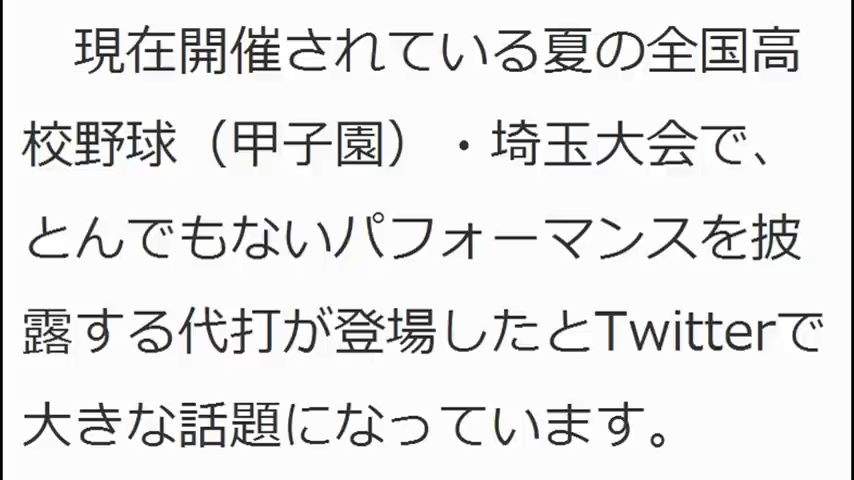 現在開催されている夏の全国高
校野球（甲子園）・埼玉大会で、
とんでもないパフォーマンスを披
露する代打が登場したとTwitterで
大きな話題になっています。